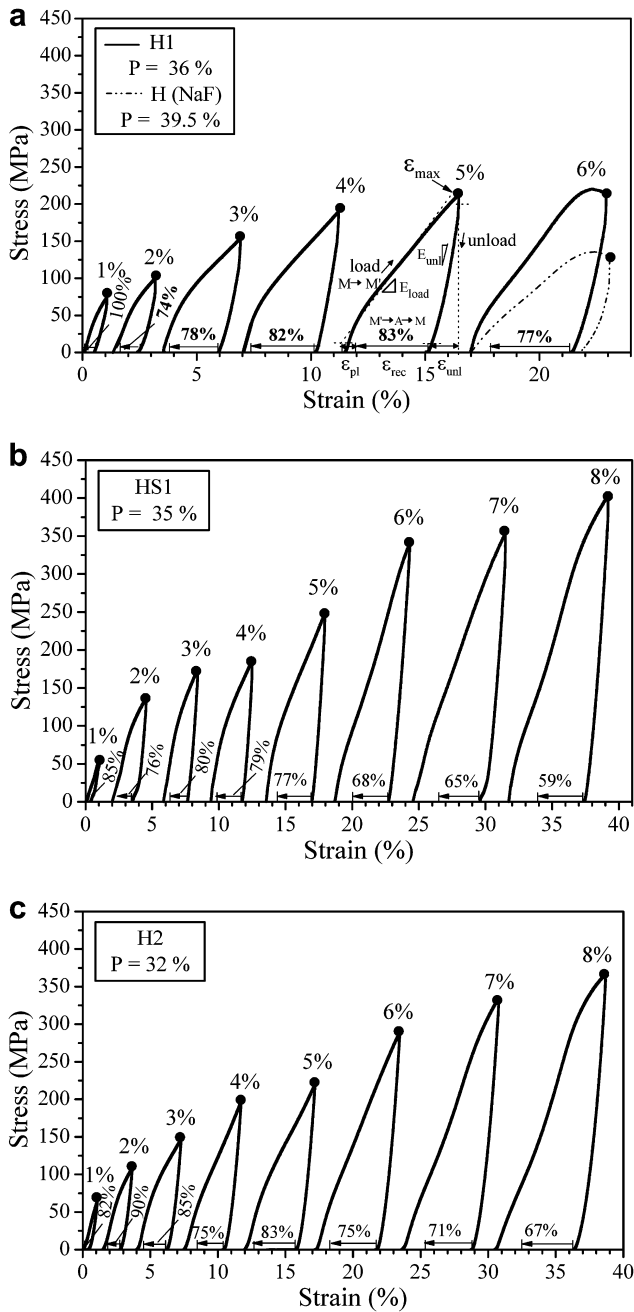 a
450
400
350
300
250
200
150
100
50
0
Stress (MPa)
H1
P = 36 %
H (NaF)
P = 39.5 %
1%
2%
3%
4%
5%
6%
100%
74%
78%
82%
83%
77%
εmax
load
M→M'
Eload
Eunl
unload
M'→A→M
εpl
εrec
εunl
0 5 10 15 20
Strain (%)
b
450
400
350
300
250
200
150
100
50
0
Stress (MPa)
HS1
P = 35 %
1%
2%
3%
4%
5%
6%
7%
8%
85%
76%
80%
79%
77%
68%
65%
59%
0 5 10 15 20 25 30 35 40
Strain (%)
c
450
400
350
300
250
200
150
100
50
0
Stress (MPa)
H2
P = 32 %
1%
2%
3%
4%
5%
6%
7%
8%
82%
90%
85%
75%
83%
75%
71%
67%
0 5 10 15 20 25 30 35 40
Strain (%)